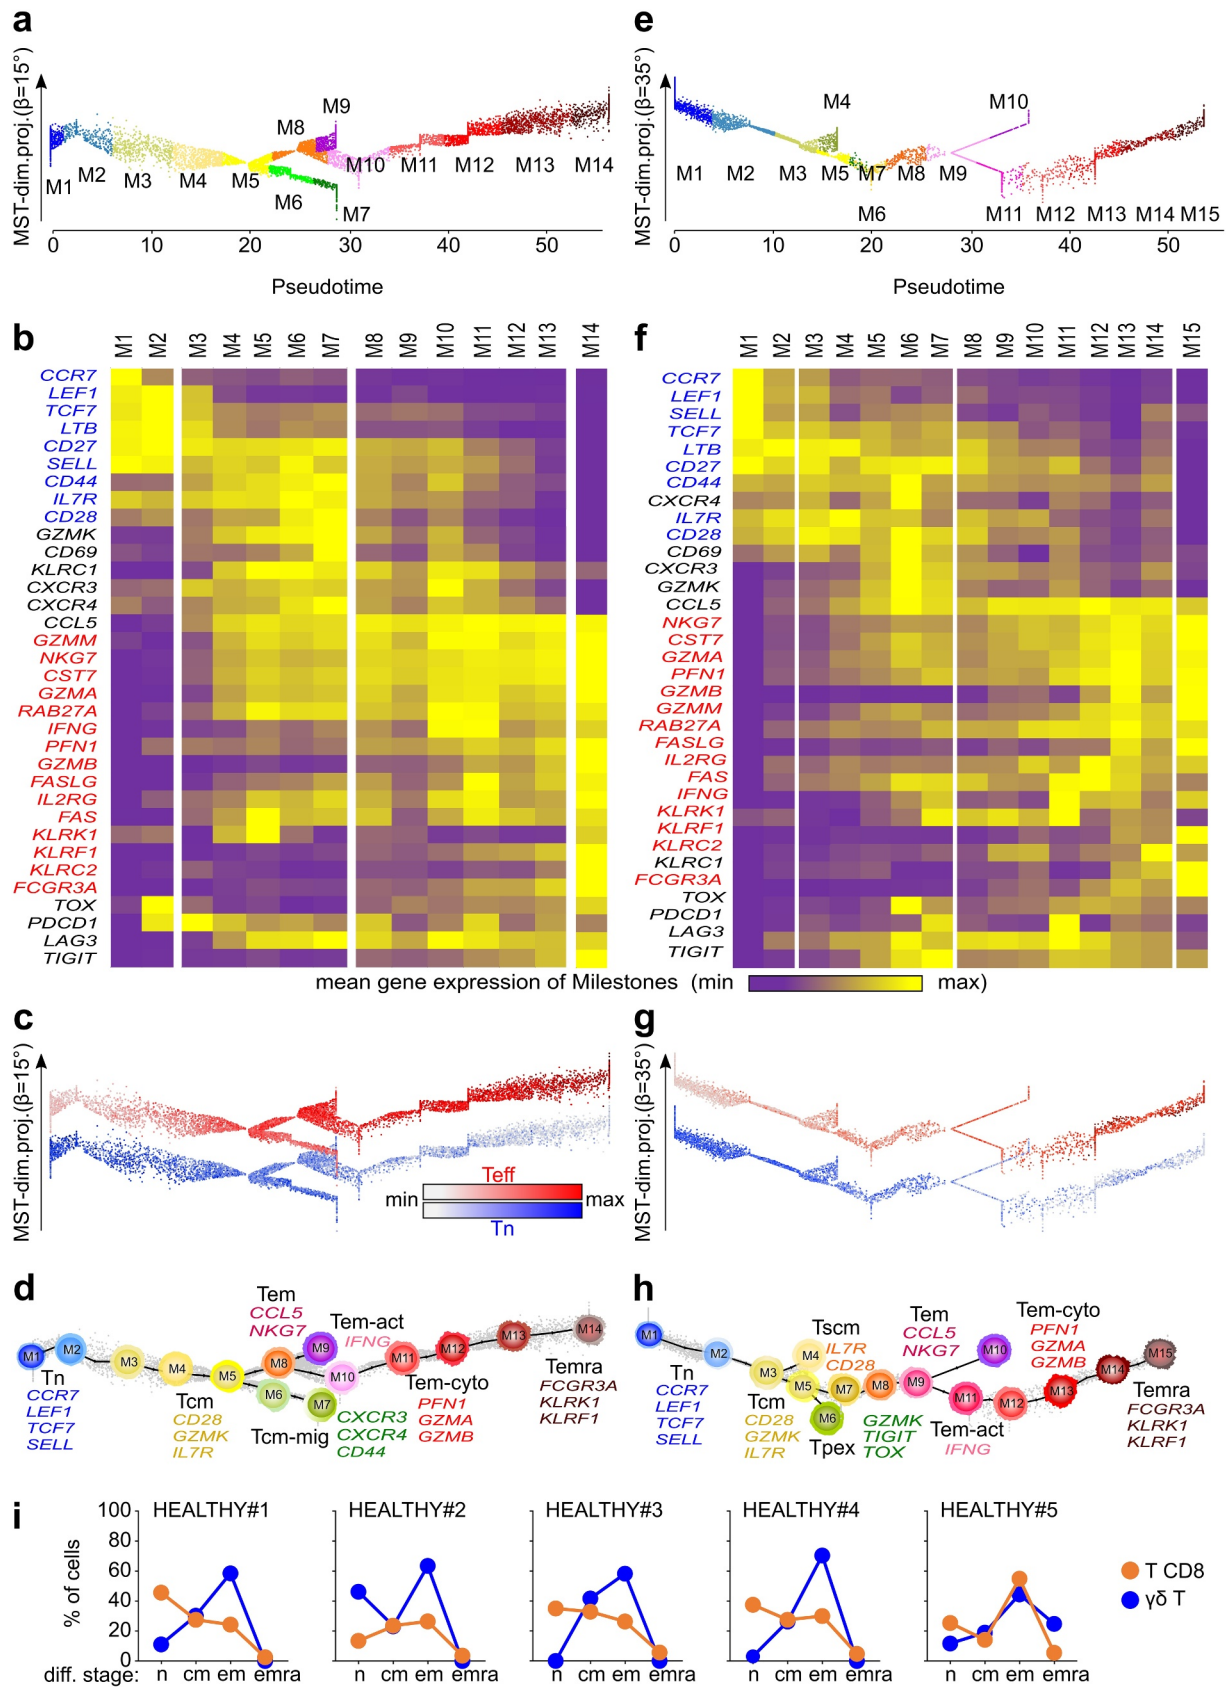 a
MST-dim.proj.(β=15°)
M1
M2
M3
M4
M5
M6
M7
M8
M9
M10
M11
M12
M13
M14
0 10 20 30 40 50
Pseudotime
e
MST-dim.proj.(β=35°)
M1
M2
M3
M4
M5
M6
M7
M8
M9
M10
M11
M12
M13
M14
M15
0 10 20 30 40 50
Pseudotime
b
M1 M2 M3 M4 M5 M6 M7 M8 M9 M10 M11 M12 M13 M14
CCR7
LEF1
TCF7
LTB
CD27
SELL
CD44
IL7R
CD28
GZMK
CD69
KLRC1
CXCR3
CXCR4
CCL5
GZMM
NKG7
CST7
GZMA
RAB27A
IFNG
PFN1
GZMB
FASLG
IL2RG
FAS
KLRK1
KLRF1
KLRC2
FCGR3A
TOX
PDCD1
LAG3
TIGIT
f
M1 M2 M3 M4 M5 M6 M7 M8 M9 M10 M11 M12 M13 M14 M15
CCR7
LEF1
SELL
TCF7
LTB
CD27
CD44
CXCR4
IL7R
CD28
CD69
CXCR3
GZMK
CCL5
NKG7
CST7
GZMA
PFN1
GZMB
GZMM
RAB27A
FASLG
IL2RG
FAS
IFNG
KLRK1
KLRF1
KLRC2
KLRC1
FCGR3A
TOX
PDCD1
LAG3
TIGIT
mean gene expression of Milestones (min max)
c
MST-dim.proj.(β=15°)
Teff
min max
Tn
g
MST-dim.proj.(β=35°)
d
M1
M2
M3
M4
M5
M6
M7
M8
M9
M10
M11
M12
M13
M14
Tn
CCR7
LEF1
TCF7
SELL
Tcm
CD28
GZMK
IL7R
Tem
CCL5
NKG7
Tcm-mig
CXCR3
CXCR4
CD44
Tem-act
IFNG
Tem-cyto
PFN1
GZMA
GZMB
Temra
FCGR3A
KLRK1
KLRF1
h
M1
M2
M3
M4
M5
M6
M7
M8
M9
M10
M11
M12
M13
M14
M15
Tn
CCR7
LEF1
TCF7
SELL
Tscm
IL7R
CD28
Tcm
CD28
GZMK
IL7R
Tpex
GZMK
TIGIT
TOX
Tem
CCL5
NKG7
Tem-act
IFNG
Tem-cyto
PFN1
GZMA
GZMB
Temra
FCGR3A
KLRK1
KLRF1
i
% of cells
100
80
60
40
20
0
HEALTHY#1 HEALTHY#2 HEALTHY#3 HEALTHY#4 HEALTHY#5
T CD8
γδ T
diff. stage: n cm em emra n cm em emra n cm em emra n cm em emra n cm em emra